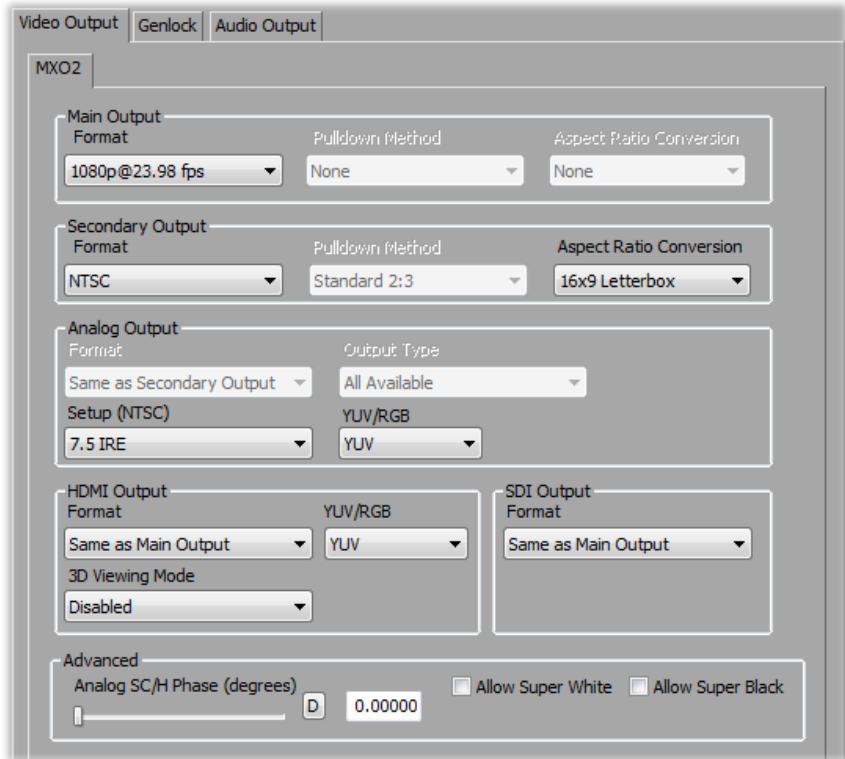 Video Output Genlock Audio Output
MXO2
Main Output
Format Pulldown Method Aspect Ratio Conversion
1080p@23.98 fps None None
Secondary Output
Format Pulldown Method Aspect Ratio Conversion
NTSC Standard 2:3 16x9 Letterbox
Analog Output
Format Output Type
Same as Secondary Output All Available
Setup (NTSC) YUV/RGB
7.5 IRE YUV
HDMI Output SDI Output
Format YUV/RGB Format
Same as Main Output YUV Same as Main Output
3D Viewing Mode
Disabled
Advanced
Analog SC/H Phase (degrees) D 0.00000 Allow Super White Allow Super Black